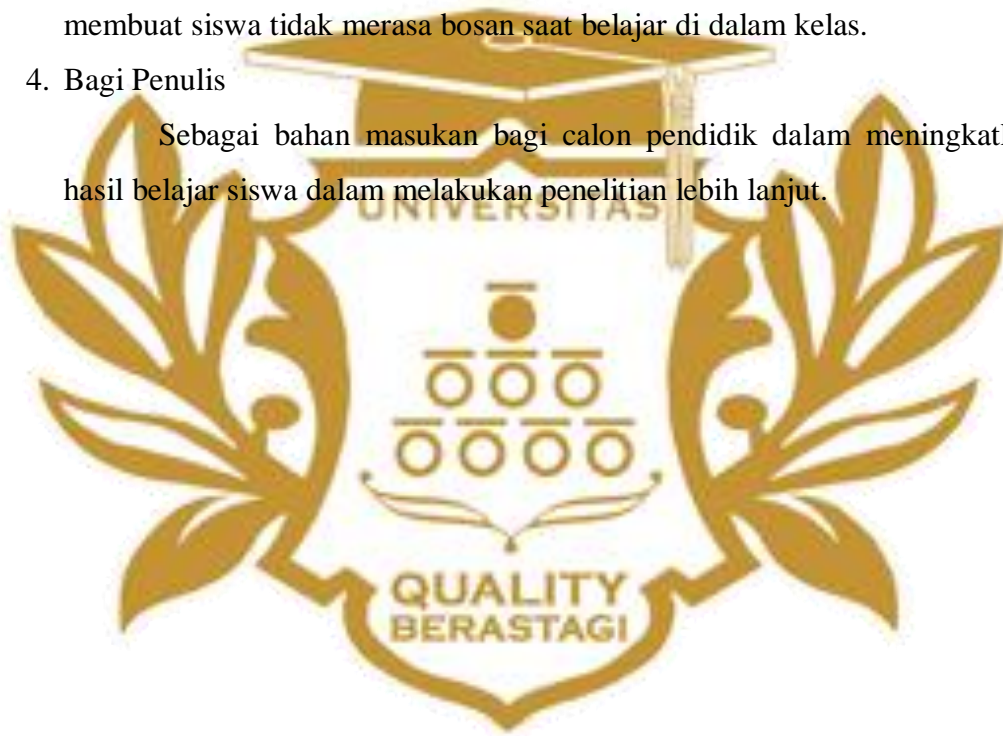 membuat siswa tidak merasa bosan saat belajar di dalam kelas.
4. Bagi Penulis
Sebagai bahan masukan bagi calon pendidik dalam
hasil belajar siswa dalam melakukan penelitian lebih lanjut.
UNIVERSITAS
QUALITY
BERASTAGI